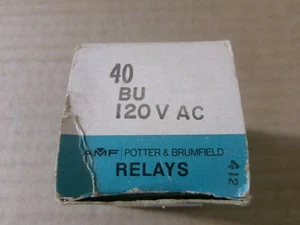 40
BU
120 V AC
AMF POTTER & BRUMFIELD
RELAYS
412